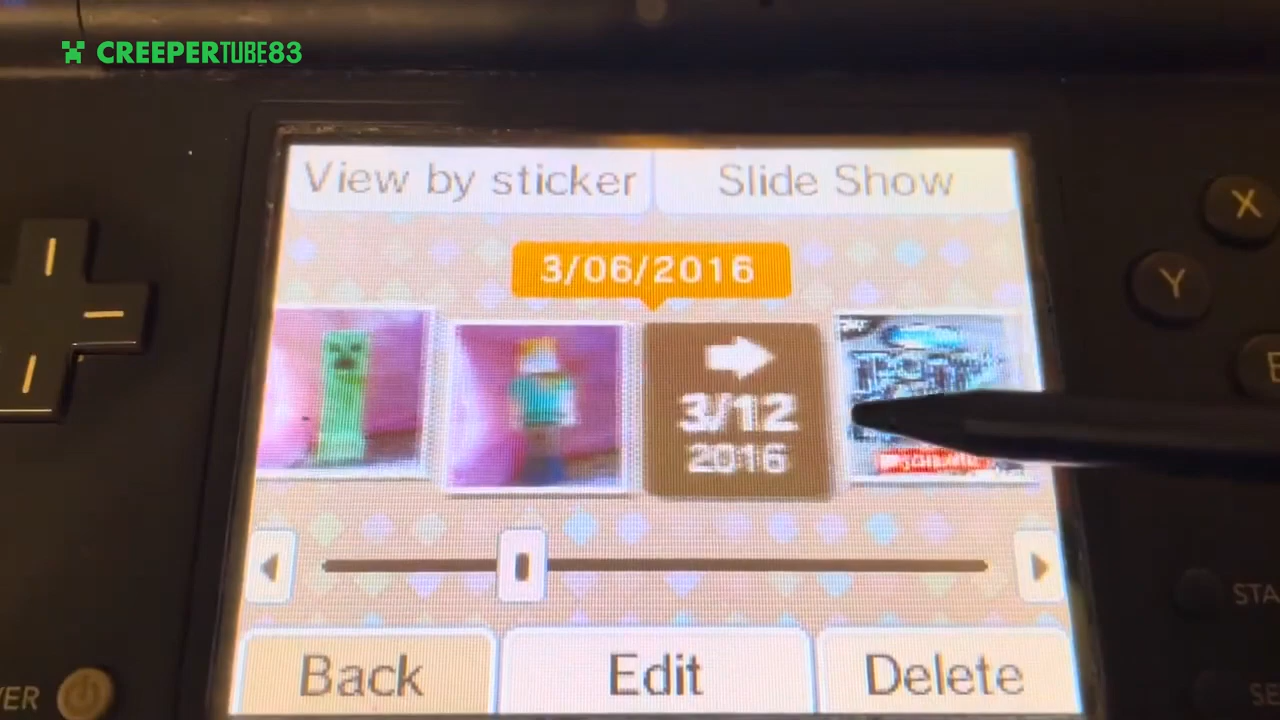 CREEPERTUBE83
View by sticker
Slide Show
3/06/2016
3/12
2016
X
Y
Back
Edit
Delete